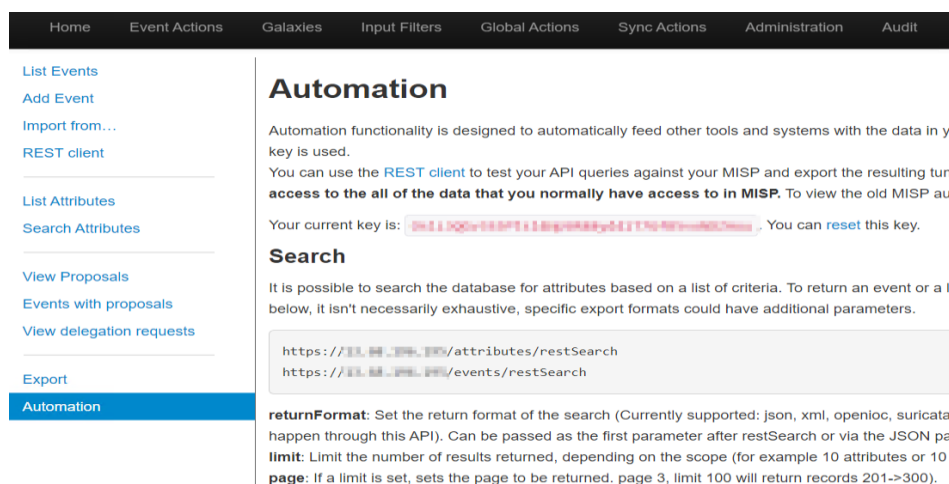 Home Event Actions Galaxies Input Filters Global Actions Sync Actions Administration Audit
List Events
Add Event
Import from…
REST client
List Attributes
Search Attributes
View Proposals
Events with proposals
View delegation requests
Export
Automation
Automation
Automation functionality is designed to automatically feed other tools and systems with the data in y
key is used.
You can use the REST client to test your API queries against your MISP and export the resulting tun
access to the all of the data that you normally have access to in MISP. To view the old MISP au
Your current key is: . You can reset this key.
Search
It is possible to search the database for attributes based on a list of criteria. To return an event or a l
below, it isn't necessarily exhaustive, specific export formats could have additional parameters.
https:// /attributes/restSearch
https:// /events/restSearch
returnFormat: Set the return format of the search (Currently supported: json, xml, openioc, suricata
happen through this API). Can be passed as the first parameter after restSearch or via the JSON pa
limit: Limit the number of results returned, depending on the scope (for example 10 attributes or 10
page: If a limit is set, sets the page to be returned. page 3, limit 100 will return records 201->300).